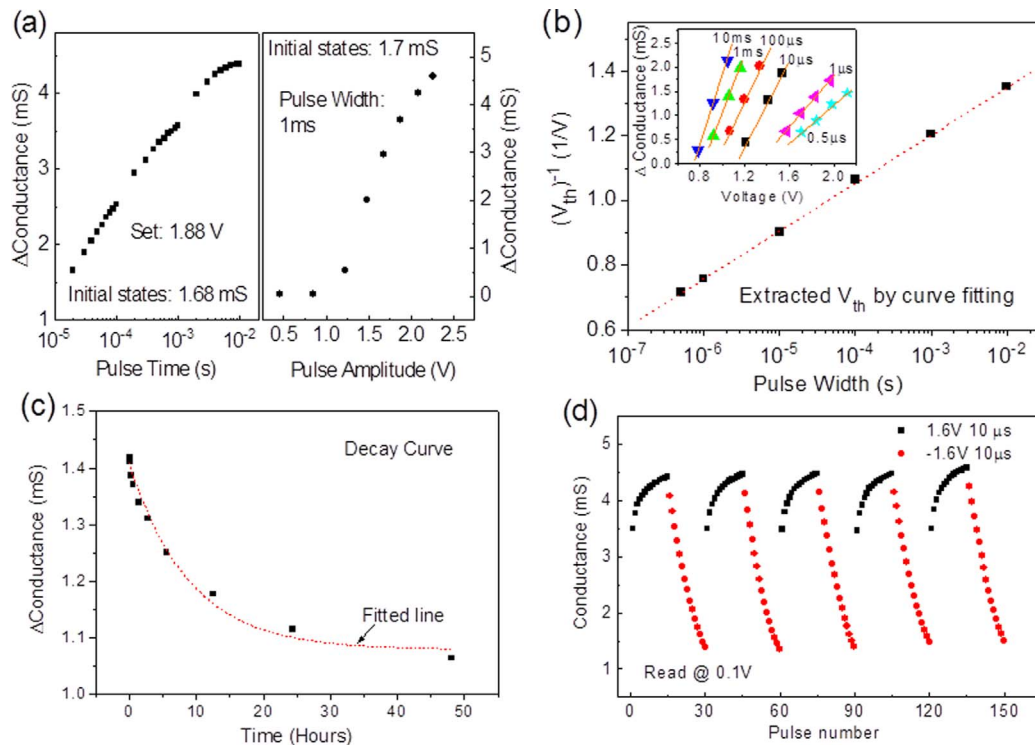 (a)
ΔConductance (mS)
4
3
2
1
Set: 1.88 V
Initial states: 1.68 mS
10-5 10-4 10-3 10-2
Pulse Time (s)
Initial states: 1.7 mS
Pulse Width:
1ms
5
4
3
2
1
0
ΔConductance (mS)
0.5 1.0 1.5 2.0 2.5
Pulse Amplitude (V)
(b)
(Vth)-1 (1/V)
1.4
1.2
1.0
0.8
0.6
Δ Conductance (mS)
2.5
2.0
1.5
1.0
0.5
0.0
10ms 100μs
1ms 10μs
1μs
0.5μs
0.8 1.2 1.6 2.0
Voltage (V)
Extracted Vth by curve fitting
10-7 10-6 10-5 10-4 10-3 10-2
Pulse Width (s)
(c)
ΔConductance (mS)
1.5
1.4
1.3
1.2
1.1
1.0
Decay Curve
Fitted line
0 10 20 30 40 50
Time (Hours)
(d)
Conductance (mS)
5
4
3
2
1
1.6V 10 μs
-1.6V 10μs
Read @ 0.1V
0 30 60 90 120 150
Pulse number